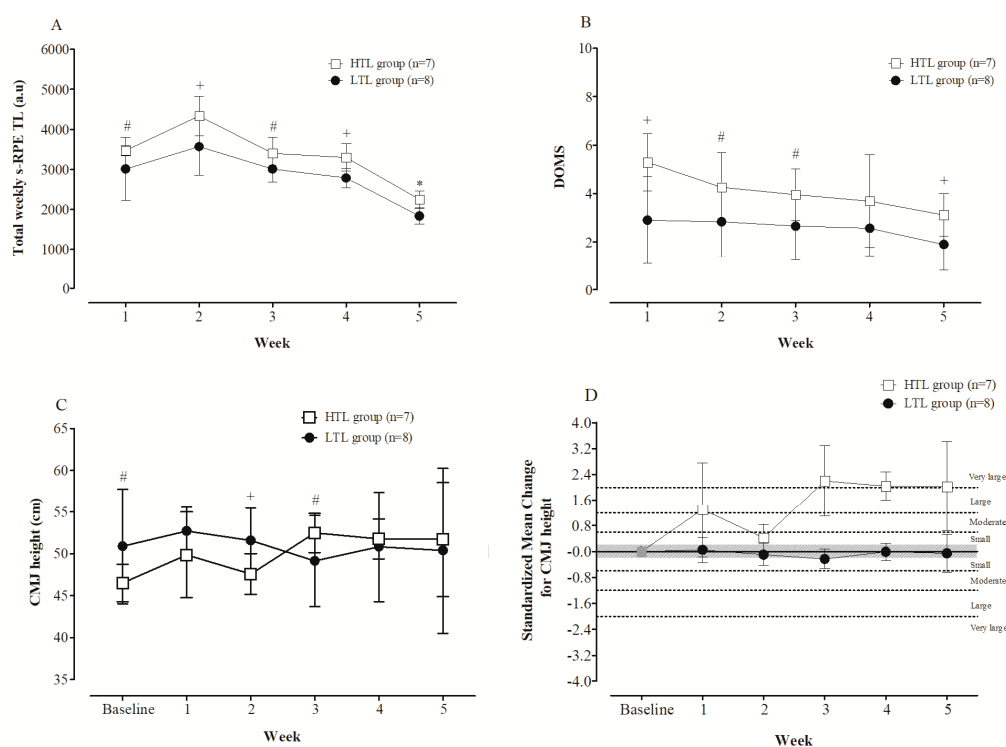 A
Total weekly s-RPE TL (a.u)
6000
5000
4000
3000
2000
1000
0
HTL group (n=7)
LTL group (n=8)
#
+
#
+
*
1 2 3 4 5
Week
B
DOMS
10
8
6
4
2
0
HTL group (n=7)
LTL group (n=8)
+
#
#
+
1 2 3 4 5
Week
C
CMJ height (cm)
65
60
55
50
45
40
35
HTL group (n=7)
LTL group (n=8)
#
+
#
Baseline 1 2 3 4 5
Week
D
HTL group (n=7)
LTL group (n=8)
Standardized Mean Change
for CMJ height
4.0
3.2
2.4
1.6
0.8
-0.0
-0.8
-1.6
-2.4
-3.2
-4.0
Very large
Large
Moderate
Small
Small
Moderate
Large
Very large
Baseline 1 2 3 4 5
Week